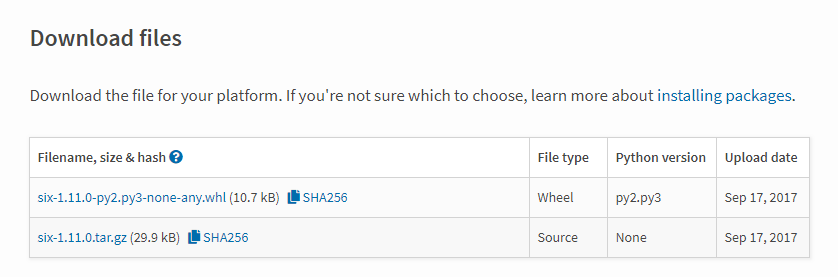 Download files
Download the file for your platform. If you're not sure which to choose, learn more about installing packages.
Filename, size & hash ? File type Python version Upload date
six-1.11.0-py2.py3-none-any.whl (10.7 kB) SHA256 Wheel py2.py3 Sep 17, 2017
six-1.11.0.tar.gz (29.9 kB) SHA256 Source None Sep 17, 2017